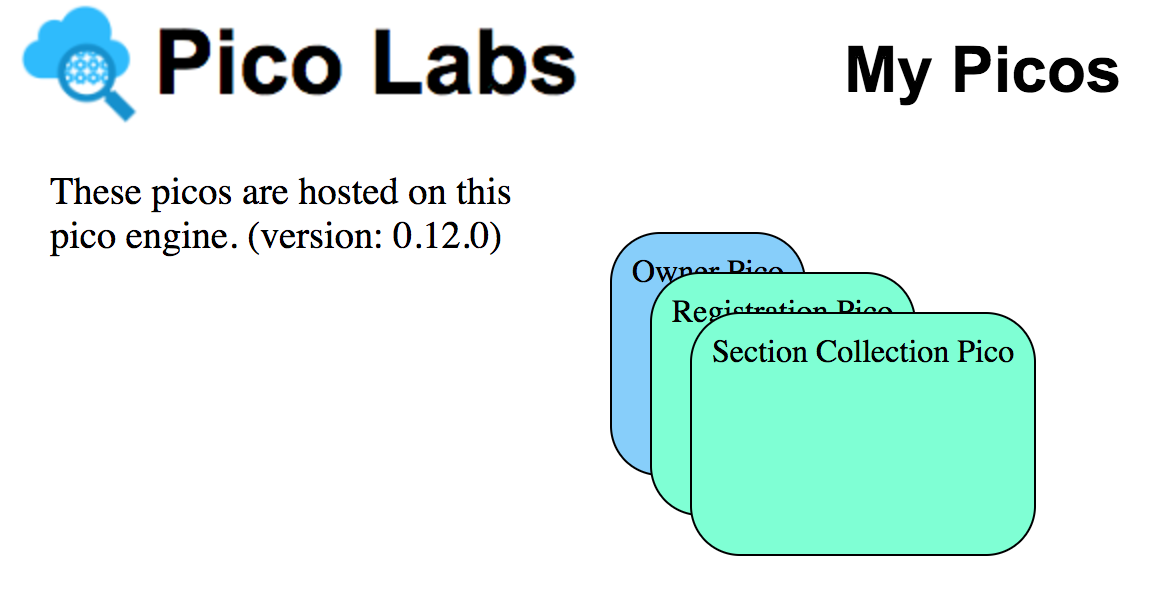 Pico Labs
My Picos
These picos are hosted on this
pico engine. (version: 0.12.0)
Owner Pico
Registration Pico
Section Collection Pico